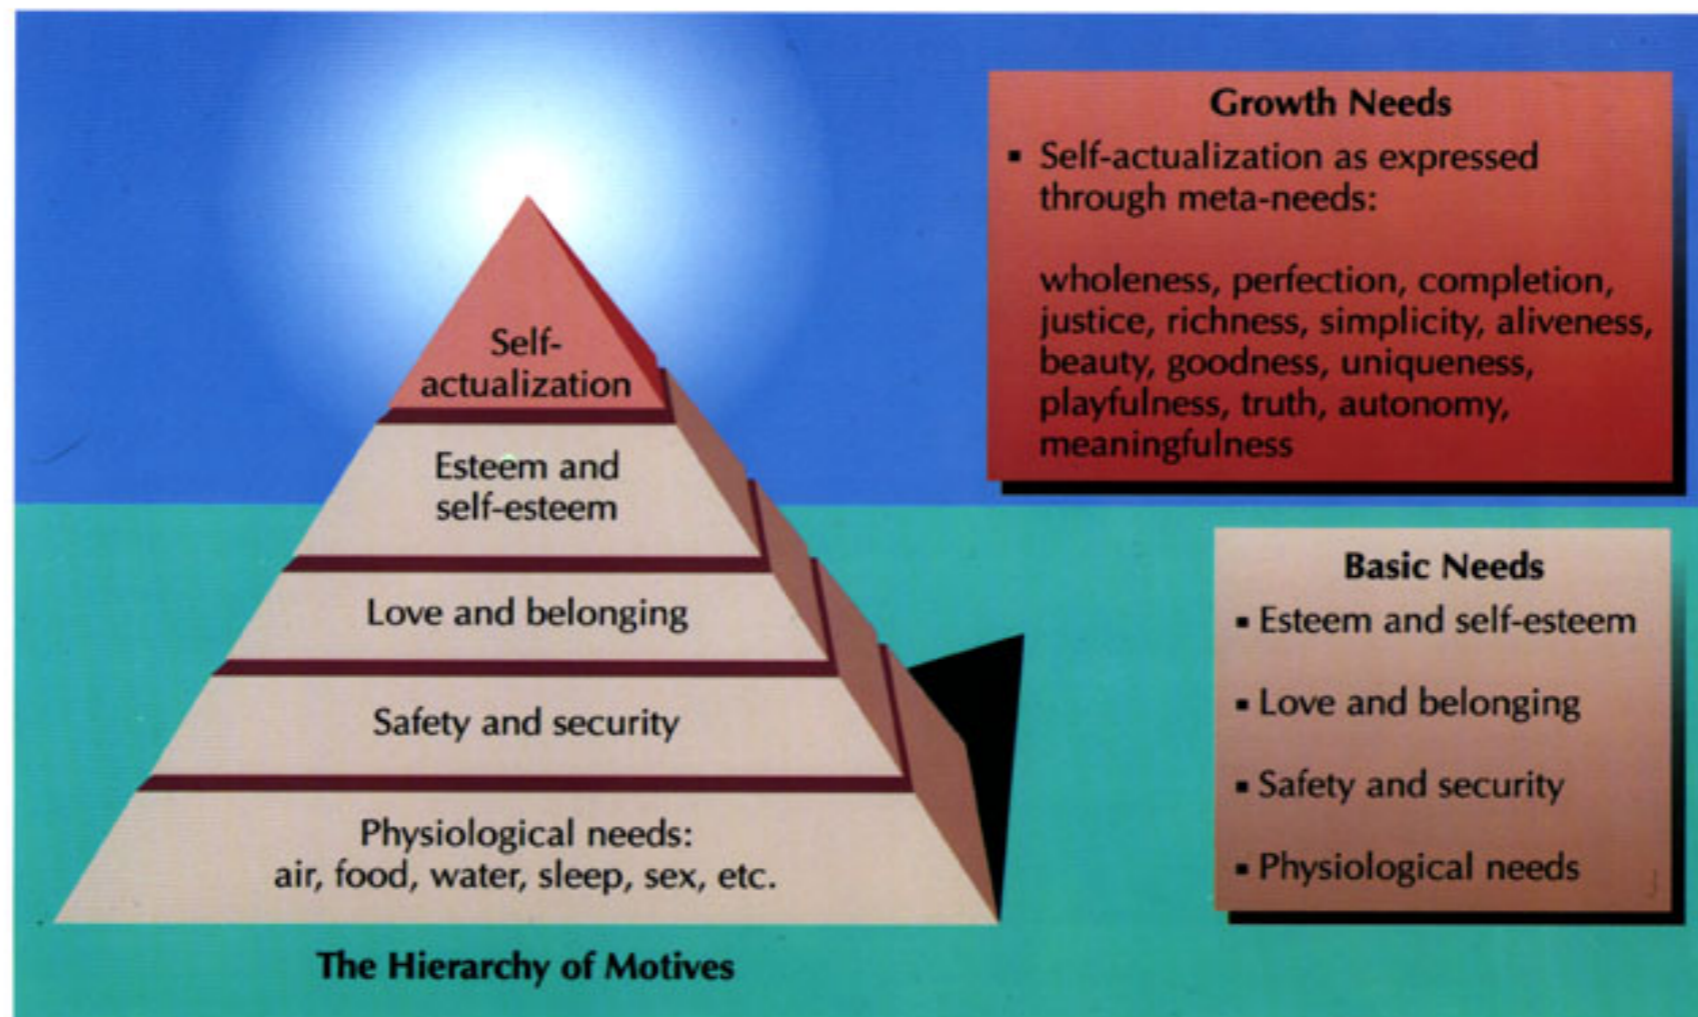 Self-
actualization
Esteem and
self-esteem
Love and belonging
Safety and security
Physiological needs:
air, food, water, sleep, sex, etc.
The Hierarchy of Motives
Growth Needs
▪ Self-actualization as expressed
through meta-needs:
wholeness, perfection, completion,
justice, richness, simplicity, aliveness,
beauty, goodness, uniqueness,
playfulness, truth, autonomy,
meaningfulness
Basic Needs
▪ Esteem and self-esteem
▪ Love and belonging
▪ Safety and security
▪ Physiological needs